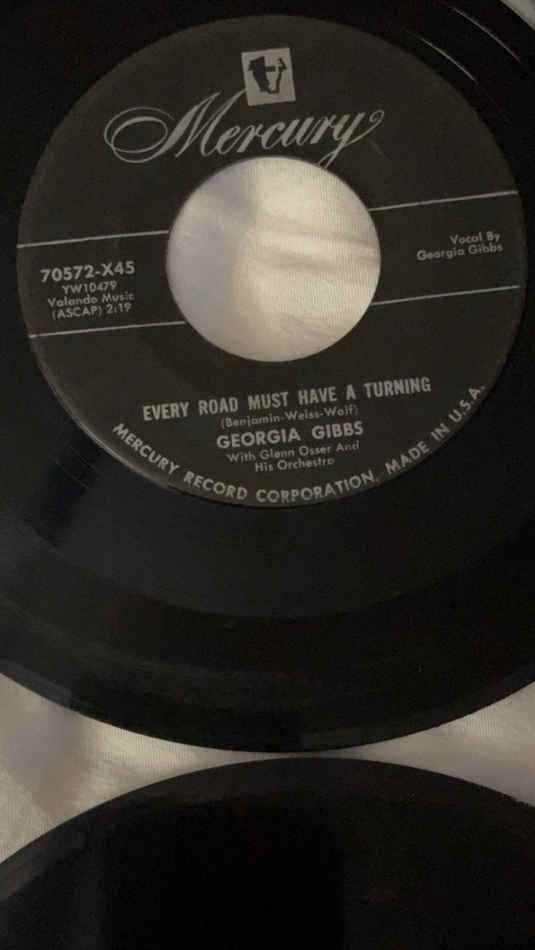 Mercury
70572-X45
YW10479
Valando Music
(ASCAP) 2:19
Vocal By
Georgia Gibbs
EVERY ROAD MUST HAVE A TURNING
(Benjamin-Weiss-Wolf)
GEORGIA GIBBS
With Glenn Osser And
His Orchestra
MERCURY RECORD CORPORATION, MADE IN U.S.A.